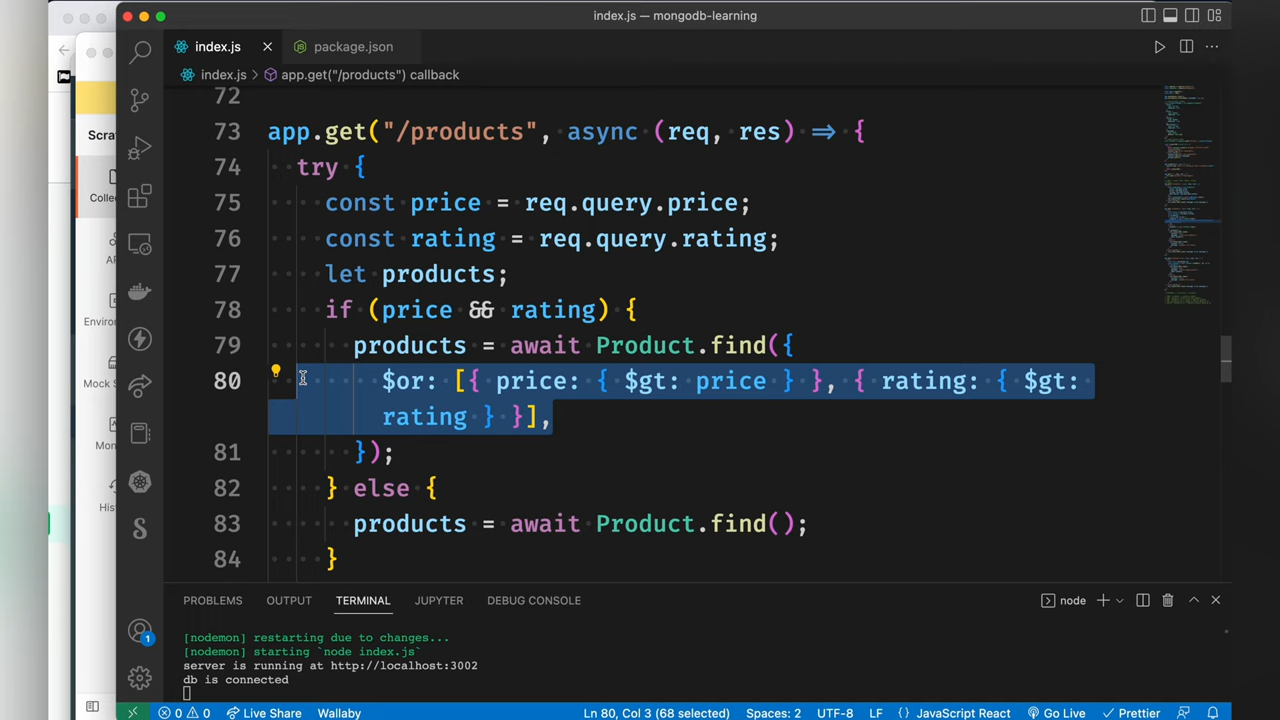 index.js — mongodb-learning
index.js
package.json
index.js > app.get("/products") callback
72
73 app.get("/products", async (req, res) => {
74 try {
75 const price = req.query.price;
76 const rating = req.query.rating;
77 let products;
78 if (price && rating) {
79 products = await Product.find({
80 $or: [{ price: { $gt: price } }, { rating: { $gt:
rating } }],
81 });
82 } else {
83 products = await Product.find();
84 }
Scra
Colle
AP
Enviro
Mock S
Mon
His
PROBLEMS OUTPUT TERMINAL JUPYTER DEBUG CONSOLE
node
[nodemon] restarting due to changes...
[nodemon] starting `node index.js`
server is running at http://localhost:3002
db is connected
1
0 0 Live Share Wallaby Ln 80, Col 3 (68 selected) Spaces: 2 UTF-8 LF {} JavaScript React Go Live Prettier